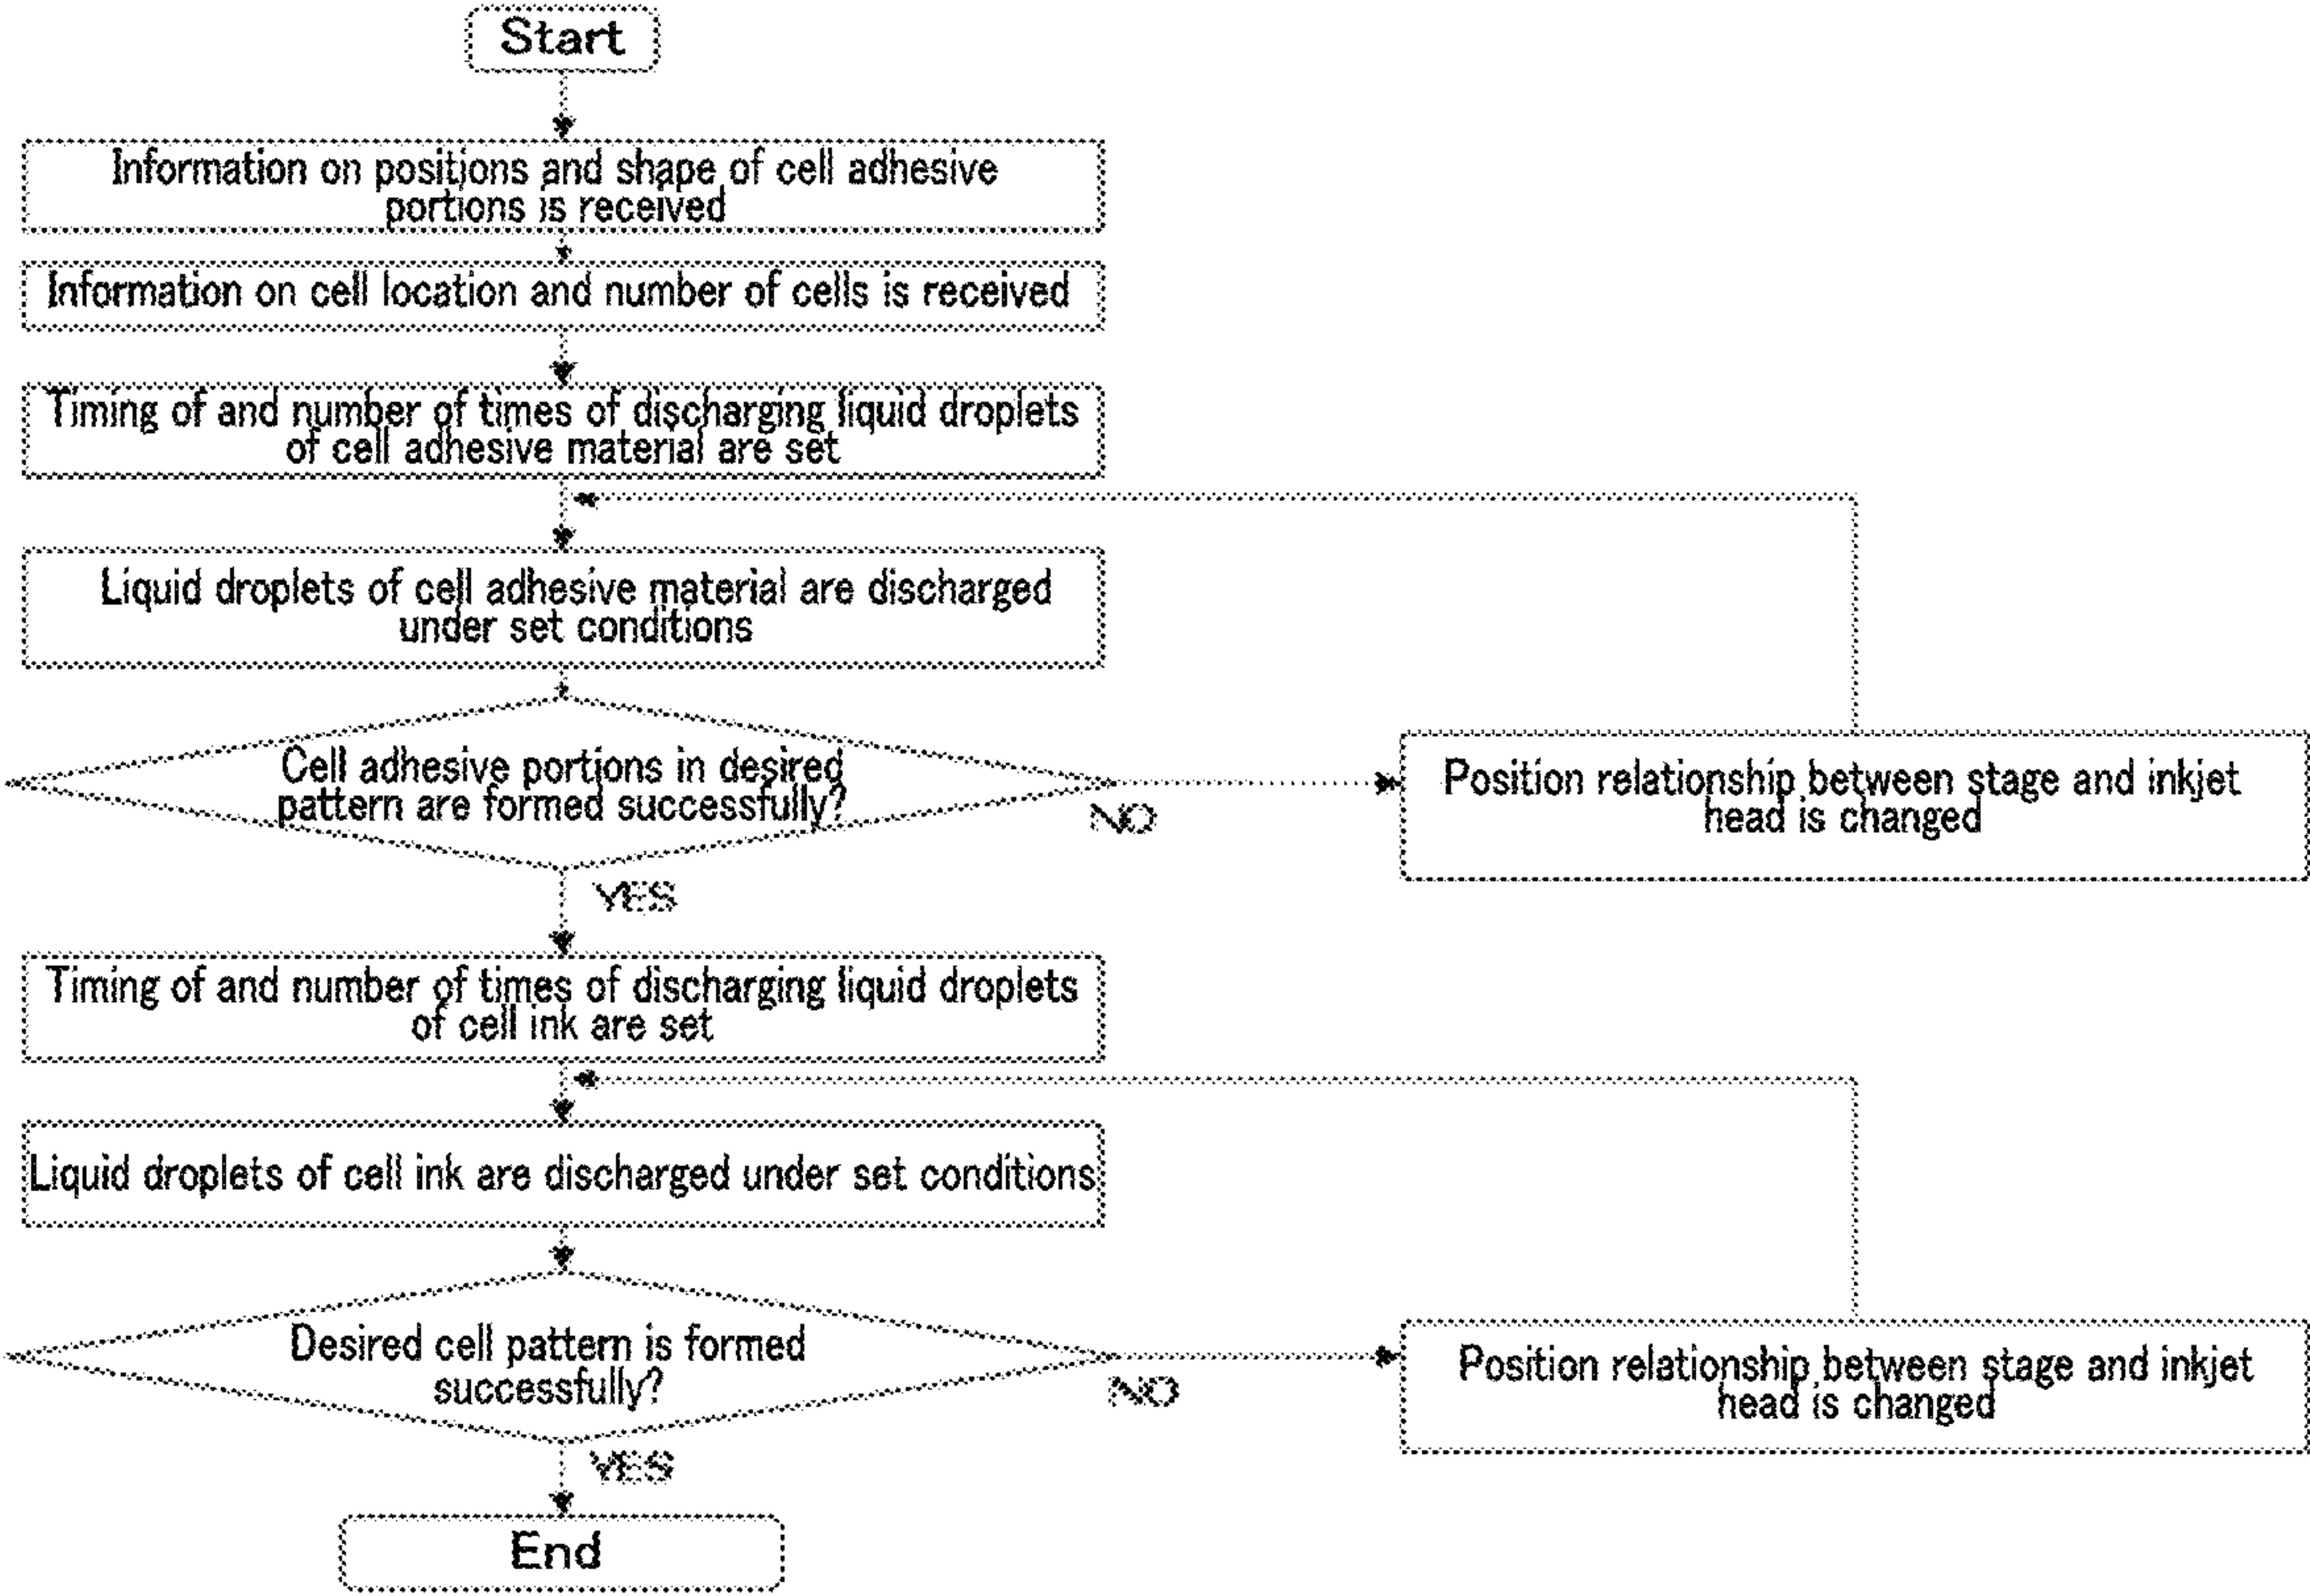 Start
Information on positions and shape of cell adhesive
portions is received
Information on cell location and number of cells is received
Timing of and number of times of discharging liquid droplets
of cell adhesive material are set
Liquid droplets of cell adhesive material are discharged
under set conditions
Cell adhesive portions in desired
pattern are formed successfully?
NO
Position relationship between stage and inkjet
head is changed
YES
Timing of and number of times of discharging liquid droplets
of cell ink are set
Liquid droplets of cell ink are discharged under set conditions
Desired cell pattern is formed
successfully?
NO
Position relationship between stage and inkjet
head is changed
YES
End